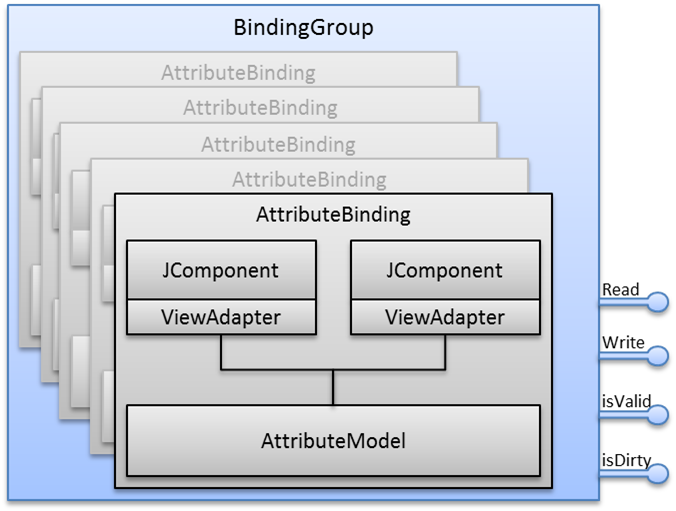 BindingGroup
AttributeBinding
AttributeBinding
AttributeBinding
AttributeBinding
AttributeBinding
JComponent JComponent
ViewAdapter ViewAdapter
AttributeModel
Read
Write
isValid
isDirty